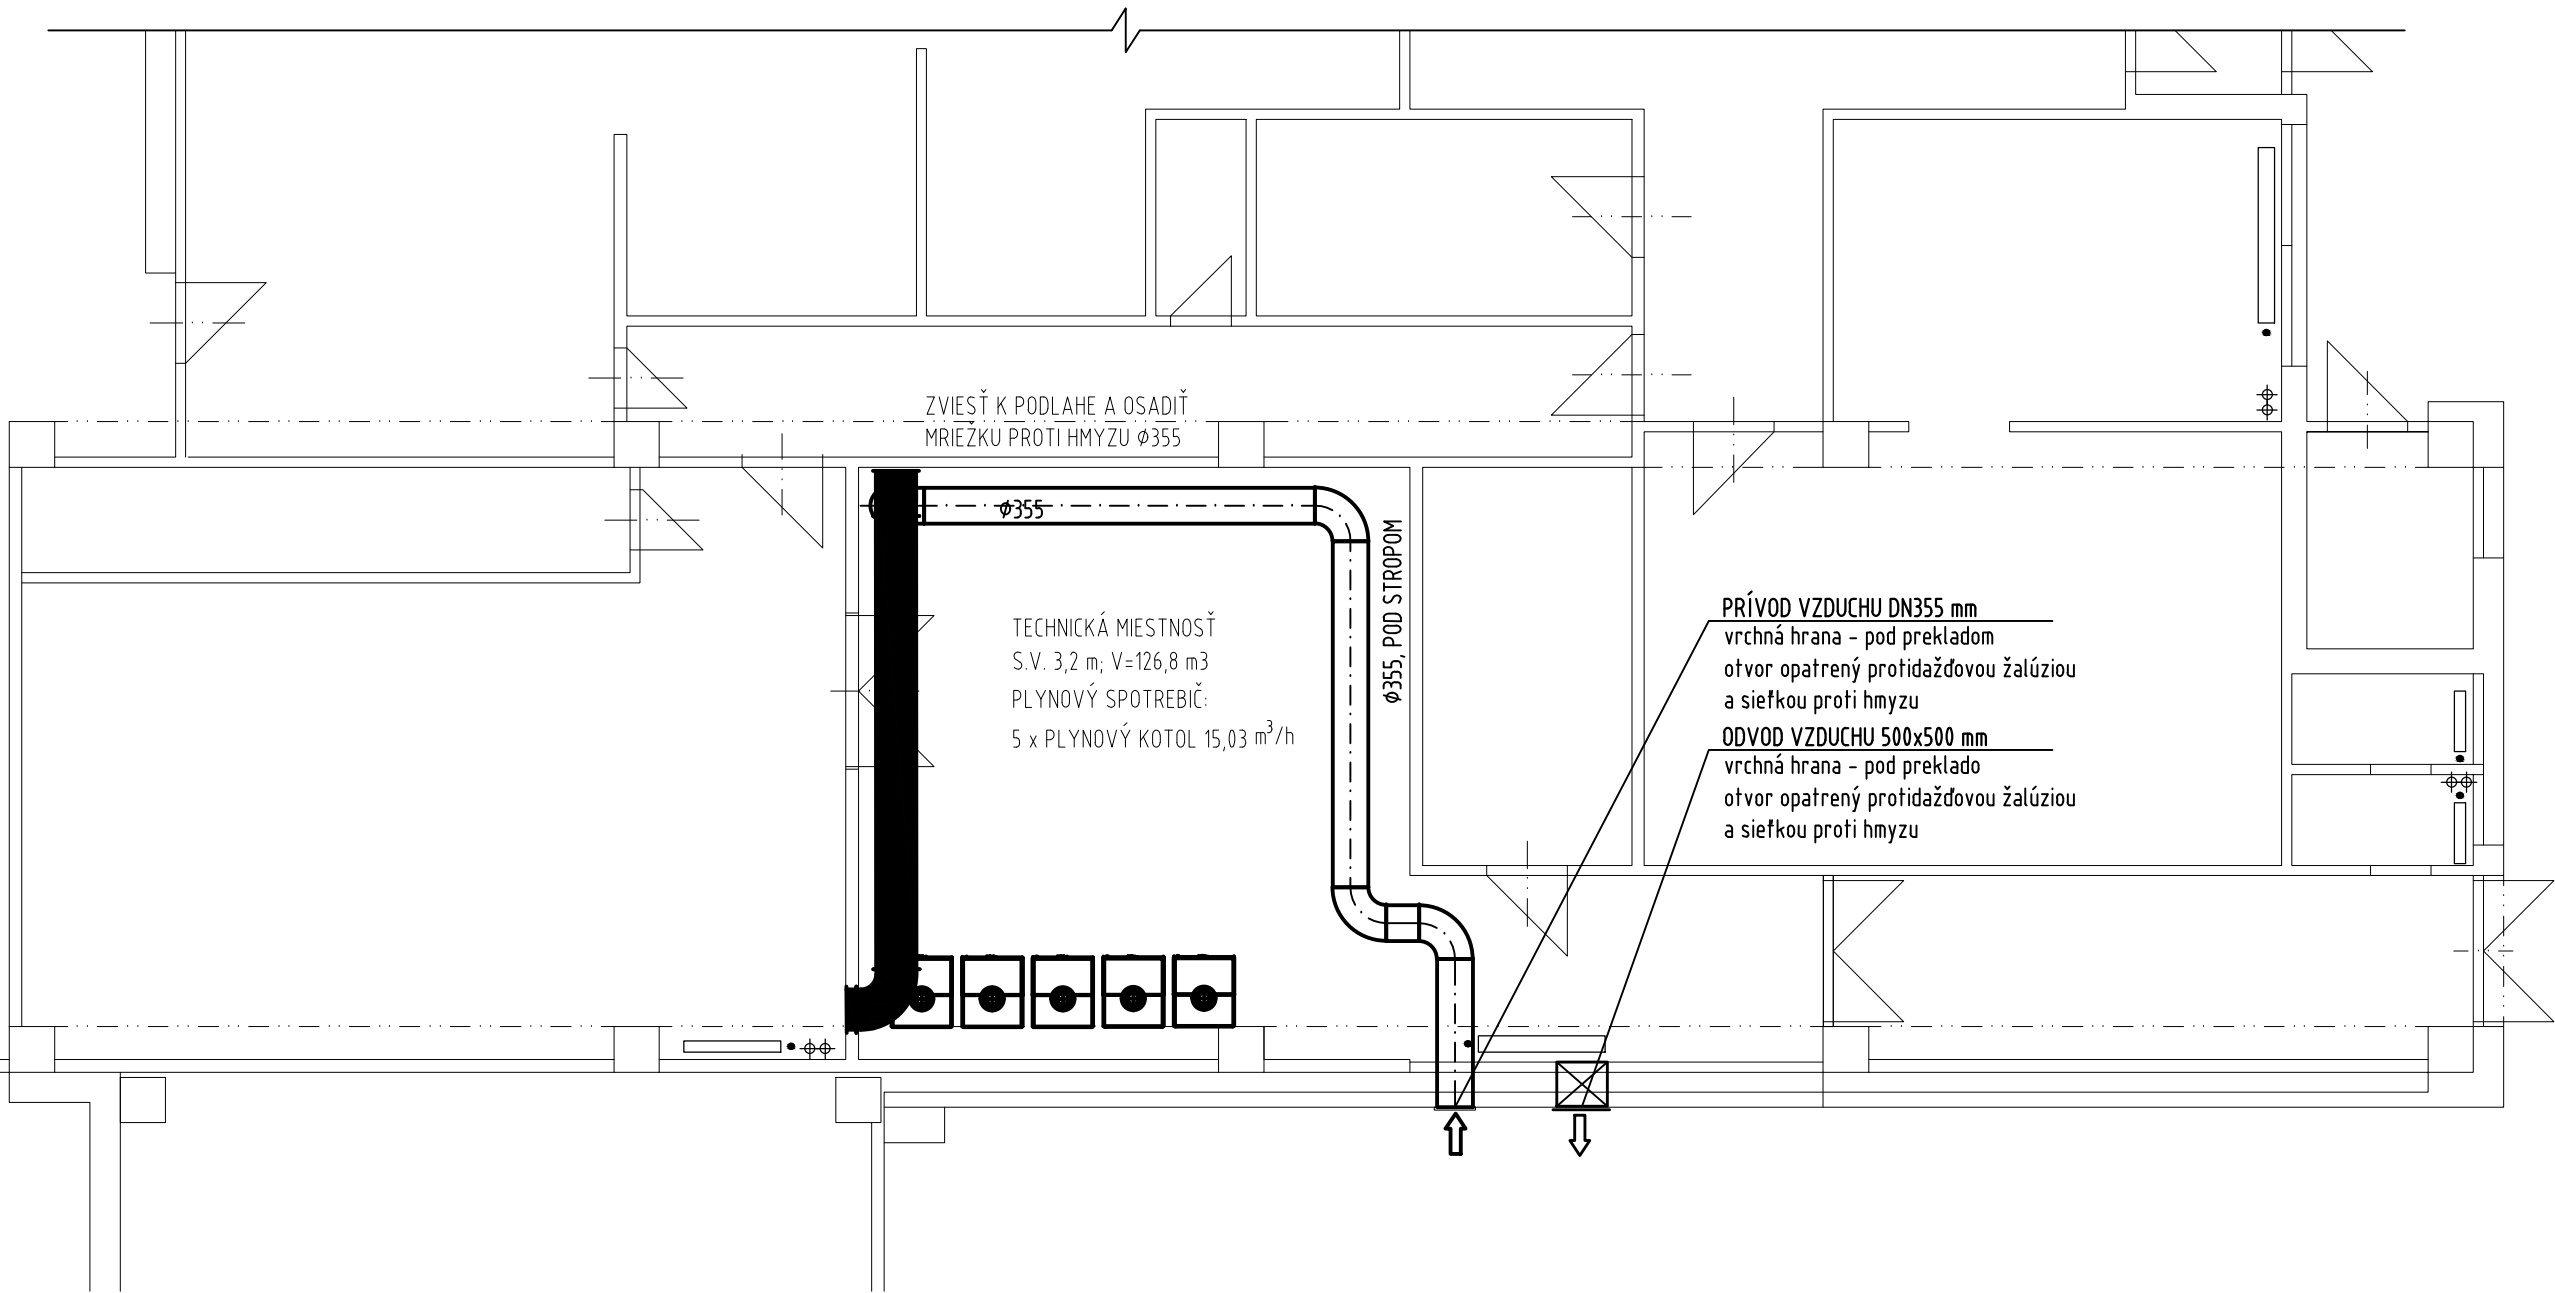 ZVIESŤ K PODLAHE A OSADIŤ
MRIEŽKU PROTI HMYZU Ø355
Ø355
Ø355, POD STROPOM
TECHNICKÁ MIESTNOSŤ
S.V. 3,2 m; V=126,8 m3
PLYNOVÝ SPOTREBIČ:
5 x PLYNOVÝ KOTOL 15,03 m³/h
PRÍVOD VZDUCHU DN355 mm
vrchná hrana - pod prekladom
otvor opatrený protidažďovou žalúziou
a sieťkou proti hmyzu
ODVOD VZDUCHU 500x500 mm
vrchná hrana - pod preklado
otvor opatrený protidažďovou žalúziou
a sieťkou proti hmyzu